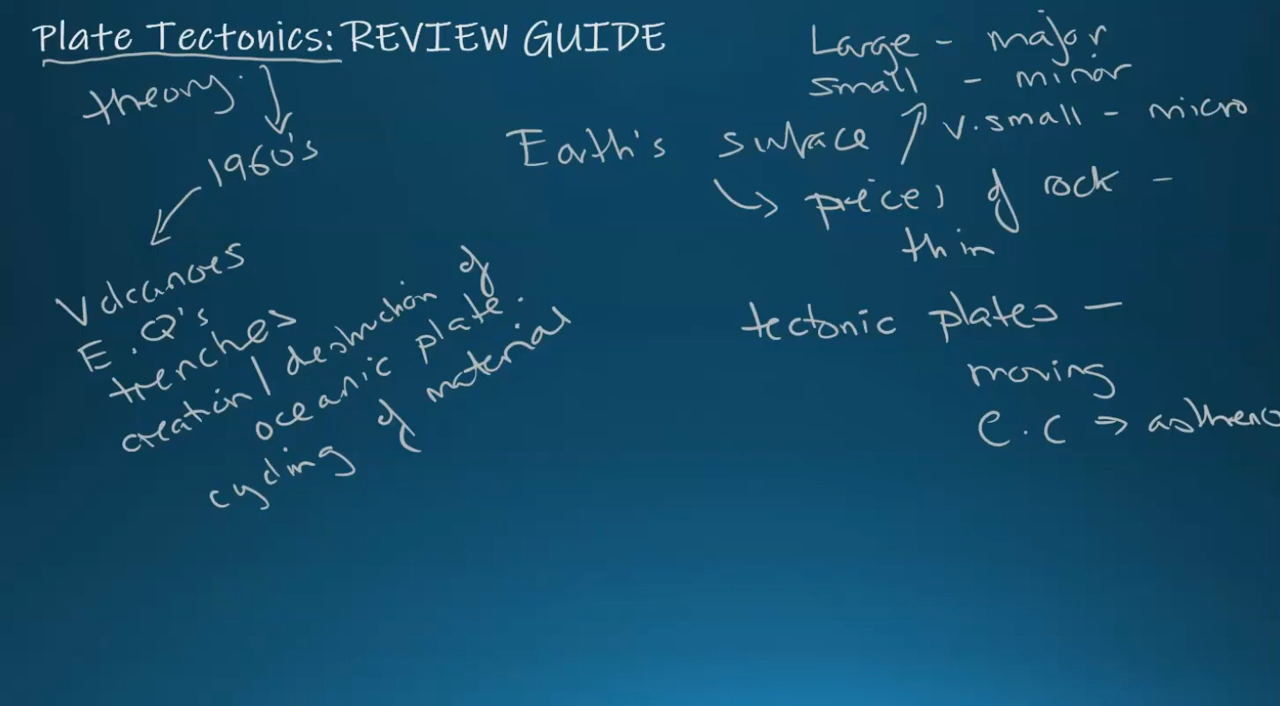 Plate Tectonics: REVIEW GUIDE
theory.
1960's
Volcanoes
E.Q's
trenches
creation/destruction of
oceanic plate.
cycling of material
Large - major
small - minor
v.small - micro
Earth's surface
pieces of rock -
thin
tectonic plates -
moving
e.c → astheno